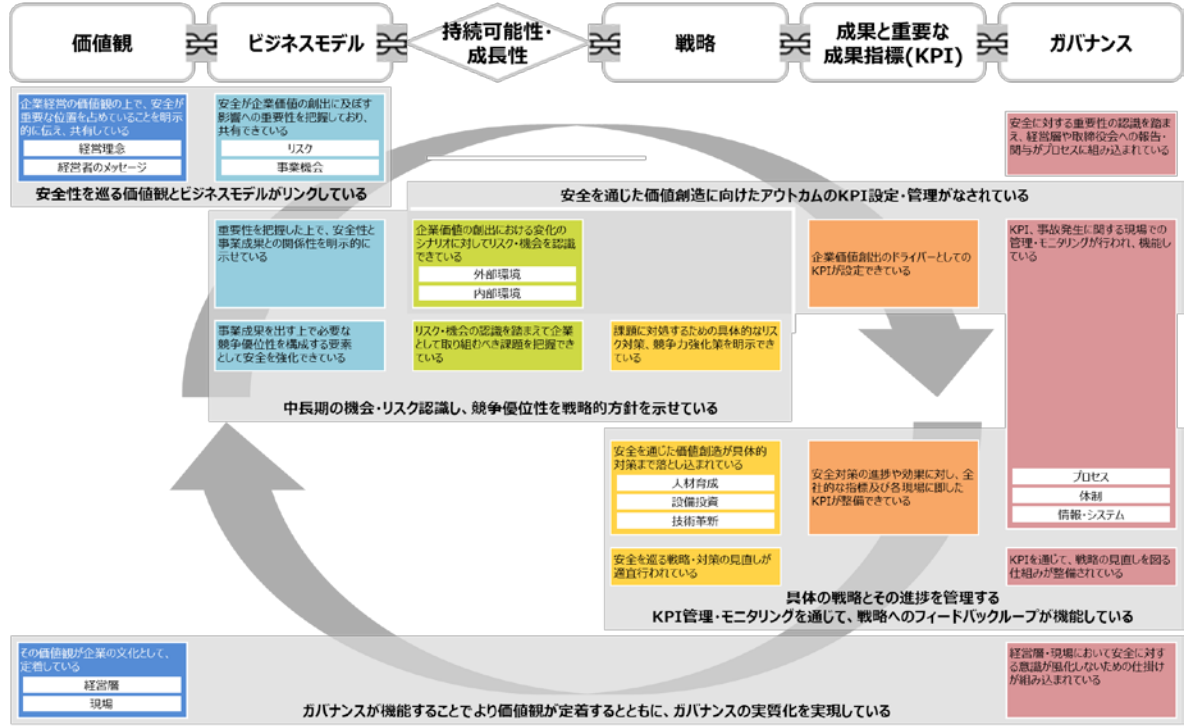 価値観
ビジネスモデル
持続可能性・
成長性
戦略
成果と重要な
成果指標(KPI)
ガバナンス
企業経営の価値観の上で、安全が
重要な位置を占めていることを明示
的に伝え、共有している
経営理念
経営者のメッセージ
安全が企業価値の創出に及ぼす
影響への重要性を把握しており、
共有できている
リスク
事業機会
安全に対する重要性の認識を踏ま
え、経営層や取締役会への報告・
関与がプロセスに組み込まれている
安全性を巡る価値観とビジネスモデルがリンクしている
安全を通じた価値創造に向けたアウトカムのKPI設定・管理がなされている
重要性を把握した上で、安全性と
事業成果との関係性を明示的に
示せている
企業価値の創出における変化の
シナリオに対してリスク・機会を認識
できている
外部環境
内部環境
企業価値創出のドライバーとしての
KPIが設定できている
KPI、事故発生に関する現場での
管理・モニタリングが行われ、機能し
ている
事業成果を出す上で必要な
競争優位性を構成する要素
として安全を強化できている
リスク・機会の認識を踏まえて企業
として取り組むべき課題を把握でき
ている
課題に対処するための具体的なリス
ク対策、競争力強化策を明示でき
ている
中長期の機会・リスク認識し、競争優位性を戦略的方針を示せている
安全を通じた価値創造が具体的
対策まで落とし込まれている
人材育成
設備投資
技術革新
安全対策の進捗や効果に対し、全
社的な指標及び各現場に即した
KPIが整備できている
プロセス
体制
情報・システム
安全を巡る戦略・対策の見直しが
適宜行われている
KPIを通じて、戦略の見直しを図る
仕組みが整備されている
具体の戦略とその進捗を管理する
KPI管理・モニタリングを通じて、戦略へのフィードバックループが機能している
その価値観が企業の文化として、
定着している
経営層
現場
経営層・現場において安全に対す
る意識が風化しないための仕掛け
が組み込まれている
ガバナンスが機能することでより価値観が定着するとともに、ガバナンスの実質化を実現している